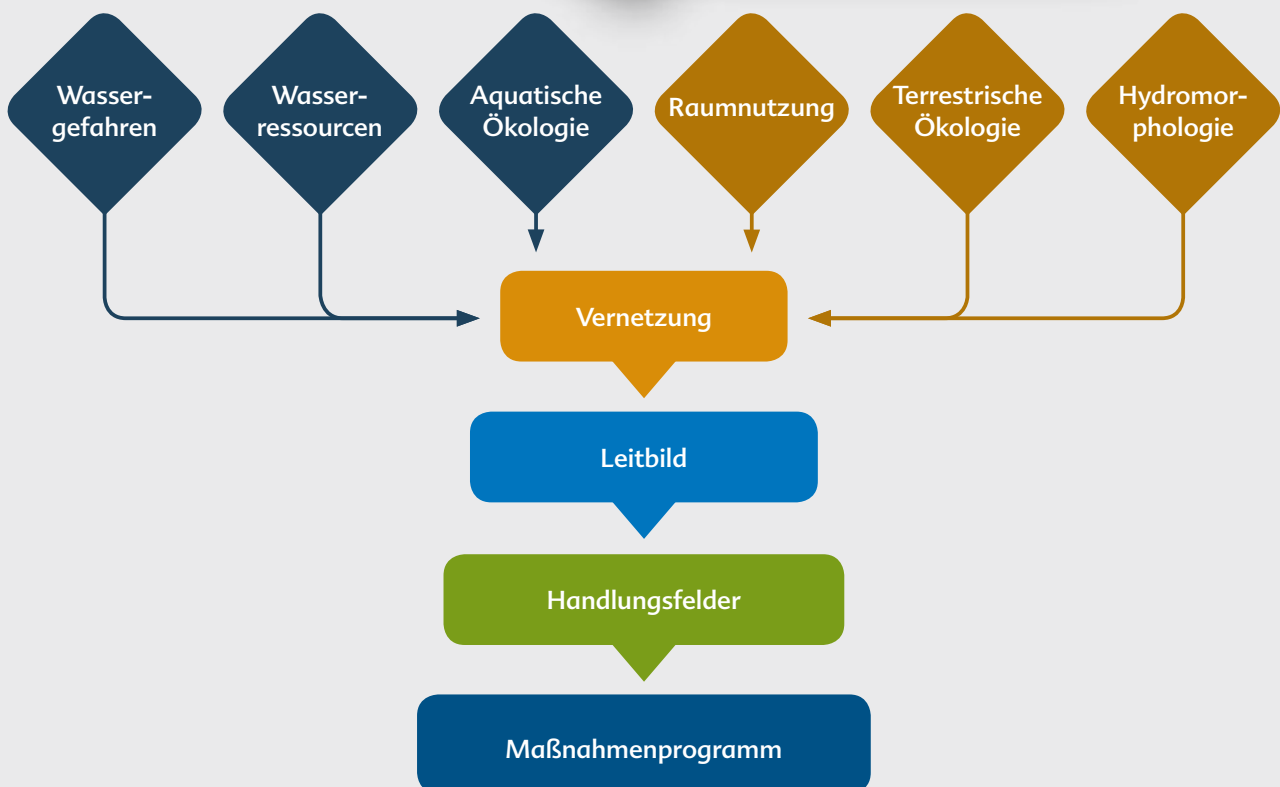 Wasser-
gefahren
Wasser-
ressourcen
Aquatische
Ökologie
Raumnutzung
Terrestrische
Ökologie
Hydromor-
phologie
Vernetzung
Leitbild
Handlungsfelder
Maßnahmenprogramm